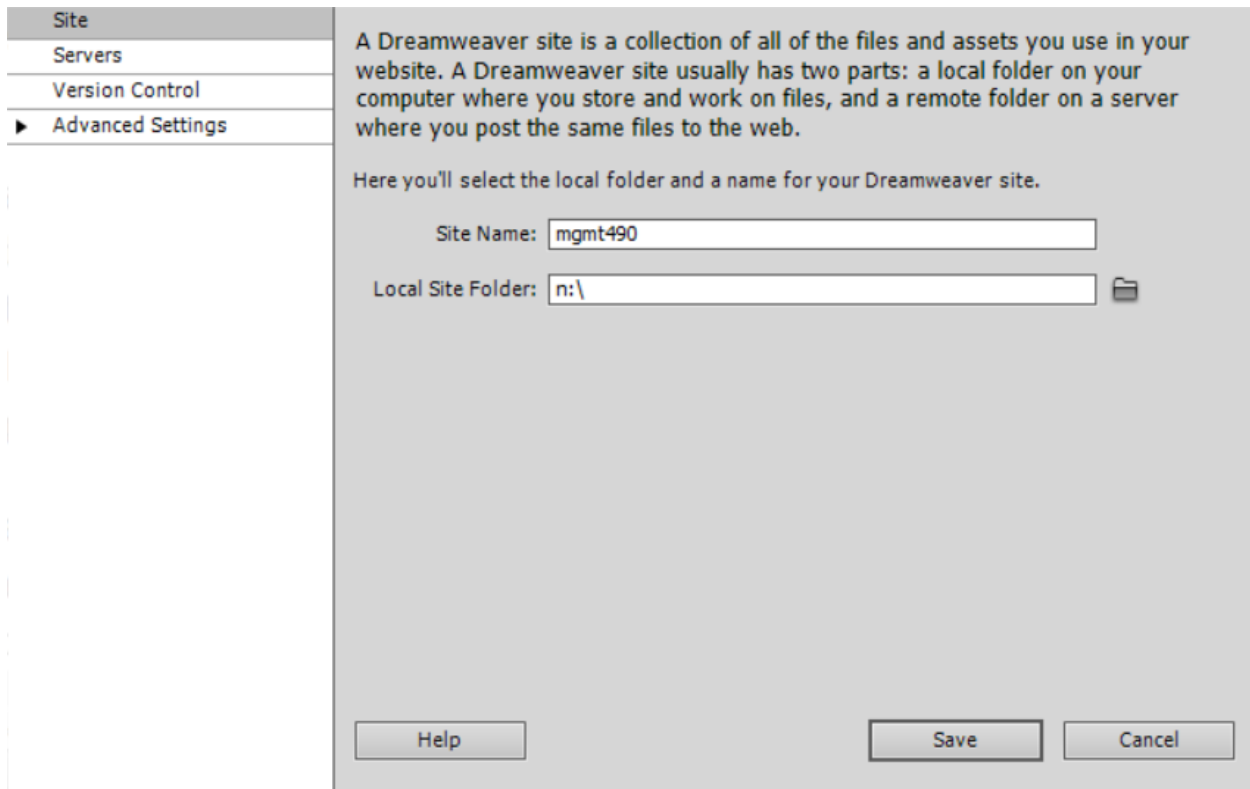 Site
Servers
Version Control
Advanced Settings
A Dreamweaver site is a collection of all of the files and assets you use in your
website. A Dreamweaver site usually has two parts: a local folder on your
computer where you store and work on files, and a remote folder on a server
where you post the same files to the web.
Here you'll select the local folder and a name for your Dreamweaver site.
Site Name: mgmt490
Local Site Folder: n:\
Help Save Cancel